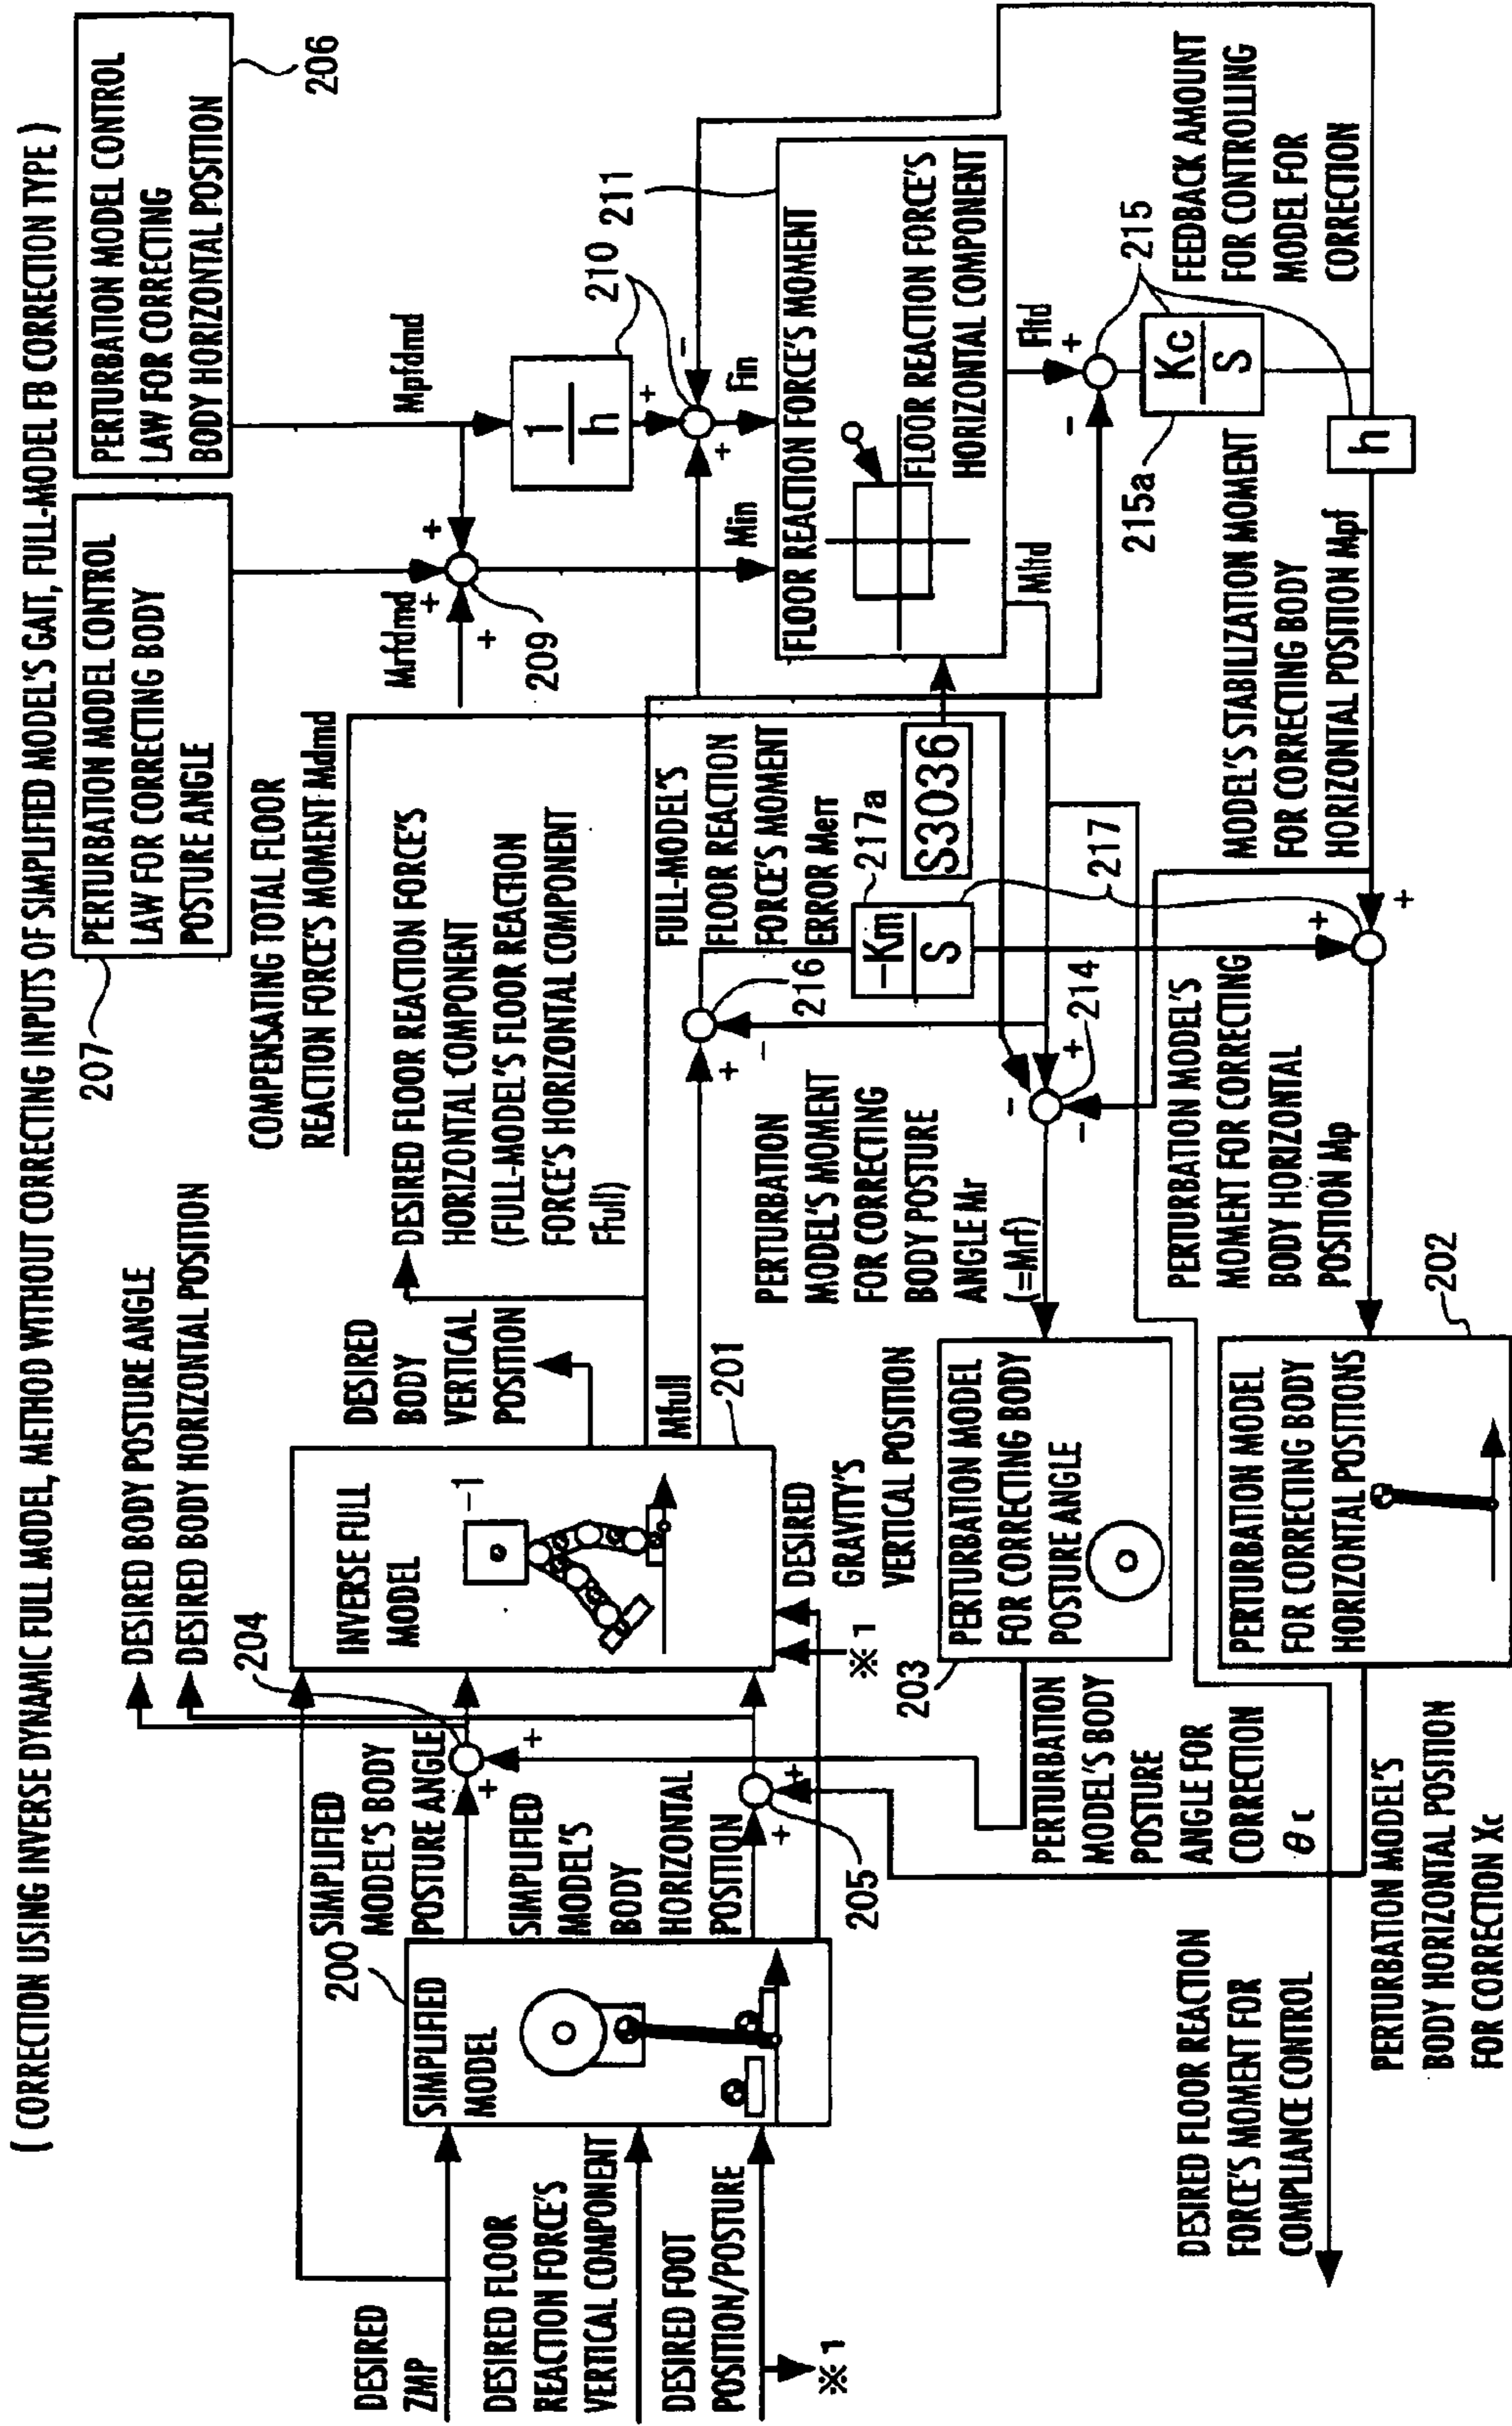 ( CORRECTION USING INVERSE DYNAMIC FULL MODEL, METHOD WITHOUT CORRECTING INPUTS OF SIMPLIFIED MODEL'S GAIT, FULL-MODEL FB CORRECTION TYPE )
DESIRED
ZMP
DESIRED FLOOR
REACTION FORCE'S
VERTICAL COMPONENT
DESIRED FOOT
POSITION/POSTURE
※1
200
SIMPLIFIED
MODEL
SIMPLIFIED
MODEL'S BODY
POSTURE ANGLE
SIMPLIFIED
MODEL'S
BODY
HORIZONTAL
POSITION
204
+
+
+
+
205
DESIRED BODY POSTURE ANGLE
DESIRED BODY HORIZONTAL POSITION
INVERSE FULL
MODEL
-1
※1
DESIRED
GRAVITY'S
VERTICAL POSITION
201
Mfull
DESIRED
BODY
VERTICAL
POSITION
DESIRED FLOOR REACTION FORCE'S
HORIZONTAL COMPONENT
(FULL-MODEL'S FLOOR REACTION
FORCE'S HORIZONTAL COMPONENT
Ffull)
COMPENSATING TOTAL FLOOR
REACTION FORCE'S MOMENT Mdmd
207
PERTURBATION MODEL CONTROL
LAW FOR CORRECTING BODY
POSTURE ANGLE
PERTURBATION MODEL CONTROL
LAW FOR CORRECTING
BODY HORIZONTAL POSITION
206
Mrfdmd
+
+
+
209
Mpfdmd
1
h
210
+
+
-
Min
Fin
211
FLOOR REACTION FORCE'S MOMENT
FLOOR REACTION FORCE'S
HORIZONTAL COMPONENT
S3036
Mltd
Fltd
+
-
215
Kc
S
215a
FEEDBACK AMOUNT
FOR CONTROLLING
MODEL FOR
CORRECTION
h
MODEL'S STABILIZATION MOMENT
FOR CORRECTING BODY
HORIZONTAL POSITION Mpf
FULL-MODEL'S
FLOOR REACTION
FORCE'S MOMENT
ERROR Merr
+
-
216
217a
-Km
S
217
+
+
214
-
+
-
PERTURBATION
MODEL'S MOMENT
FOR CORRECTING
BODY POSTURE
ANGLE Mr
(=Mrf)
PERTURBATION MODEL'S
MOMENT FOR CORRECTING
BODY HORIZONTAL
POSITION Mp
203
PERTURBATION MODEL
FOR CORRECTING BODY
POSTURE ANGLE
202
PERTURBATION MODEL
FOR CORRECTING BODY
HORIZONTAL POSITIONS
PERTURBATION
MODEL'S BODY
POSTURE
ANGLE FOR
CORRECTION
θc
PERTURBATION MODEL'S
BODY HORIZONTAL POSITION
FOR CORRECTION Xc
DESIRED FLOOR REACTION
FORCE'S MOMENT FOR
COMPLIANCE CONTROL